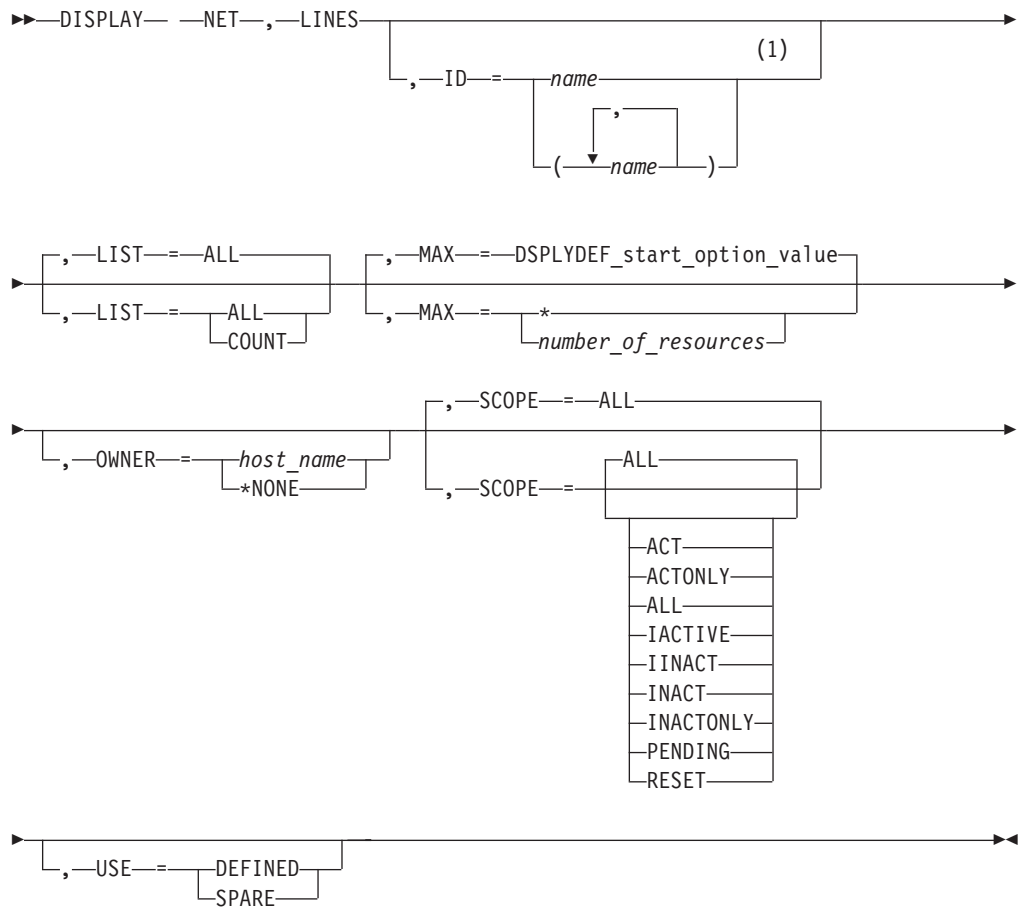 DISPLAY NET , LINES
(1)
, ID = name
,
( name )
, LIST = ALL , MAX = DSPLYDEF_start_option_value
, LIST = ALL , MAX = *
COUNT number_of_resources
, SCOPE = ALL
, OWNER = host_name ALL
*NONE , SCOPE =
ACT
ACTONLY
ALL
IACTIVE
IINACT
INACT
INACTONLY
PENDING
RESET
, USE = DEFINED
SPARE